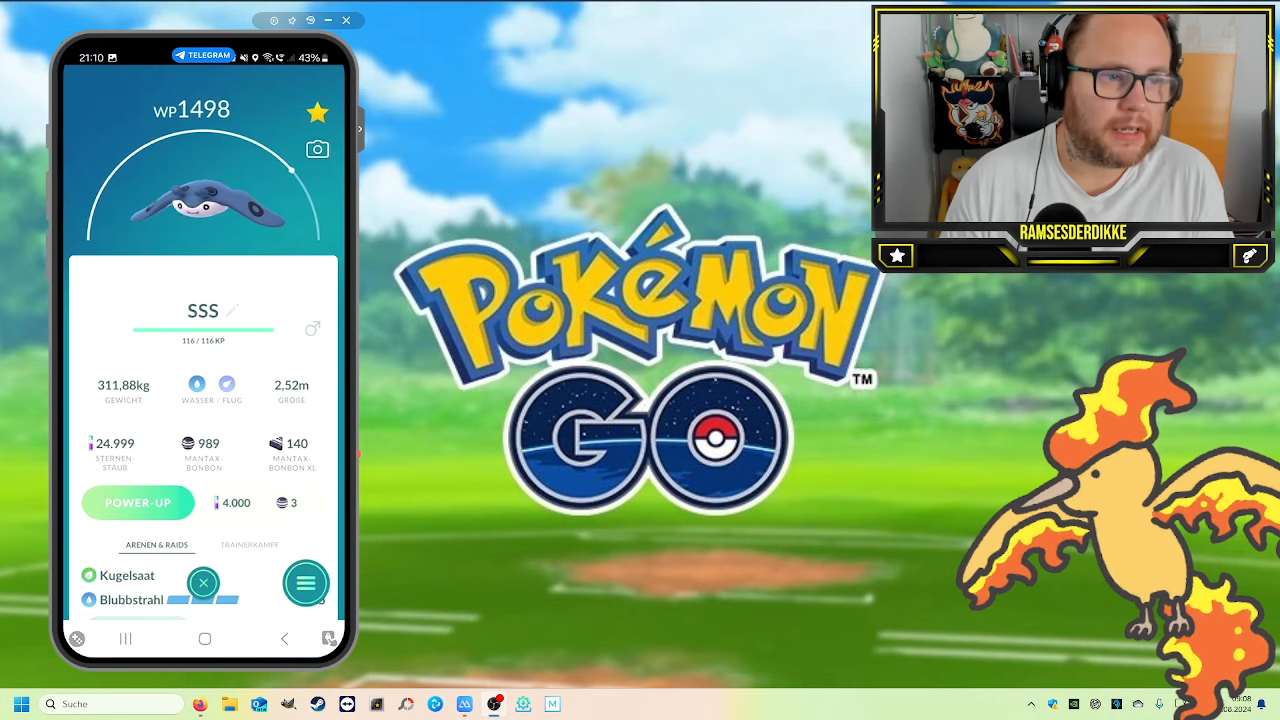 21:10
TELEGRAM
43%
WP1498
SSS
116 / 116 KP
311,88kg
GEWICHT
WASSER / FLUG
2,52m
GRÖßE
24.999
STERNEN-
STAUB
989
MANTAX-
BONBON
140
MANTAX-
BONBON XL
POWER-UP
4.000
3
ARENEN & RAIDS
TRAINERKAMPF
Kugelsaat
Blubbstrahl
POKÉMON
TM
GO
RAMSESDERDIKKE
Suche
M